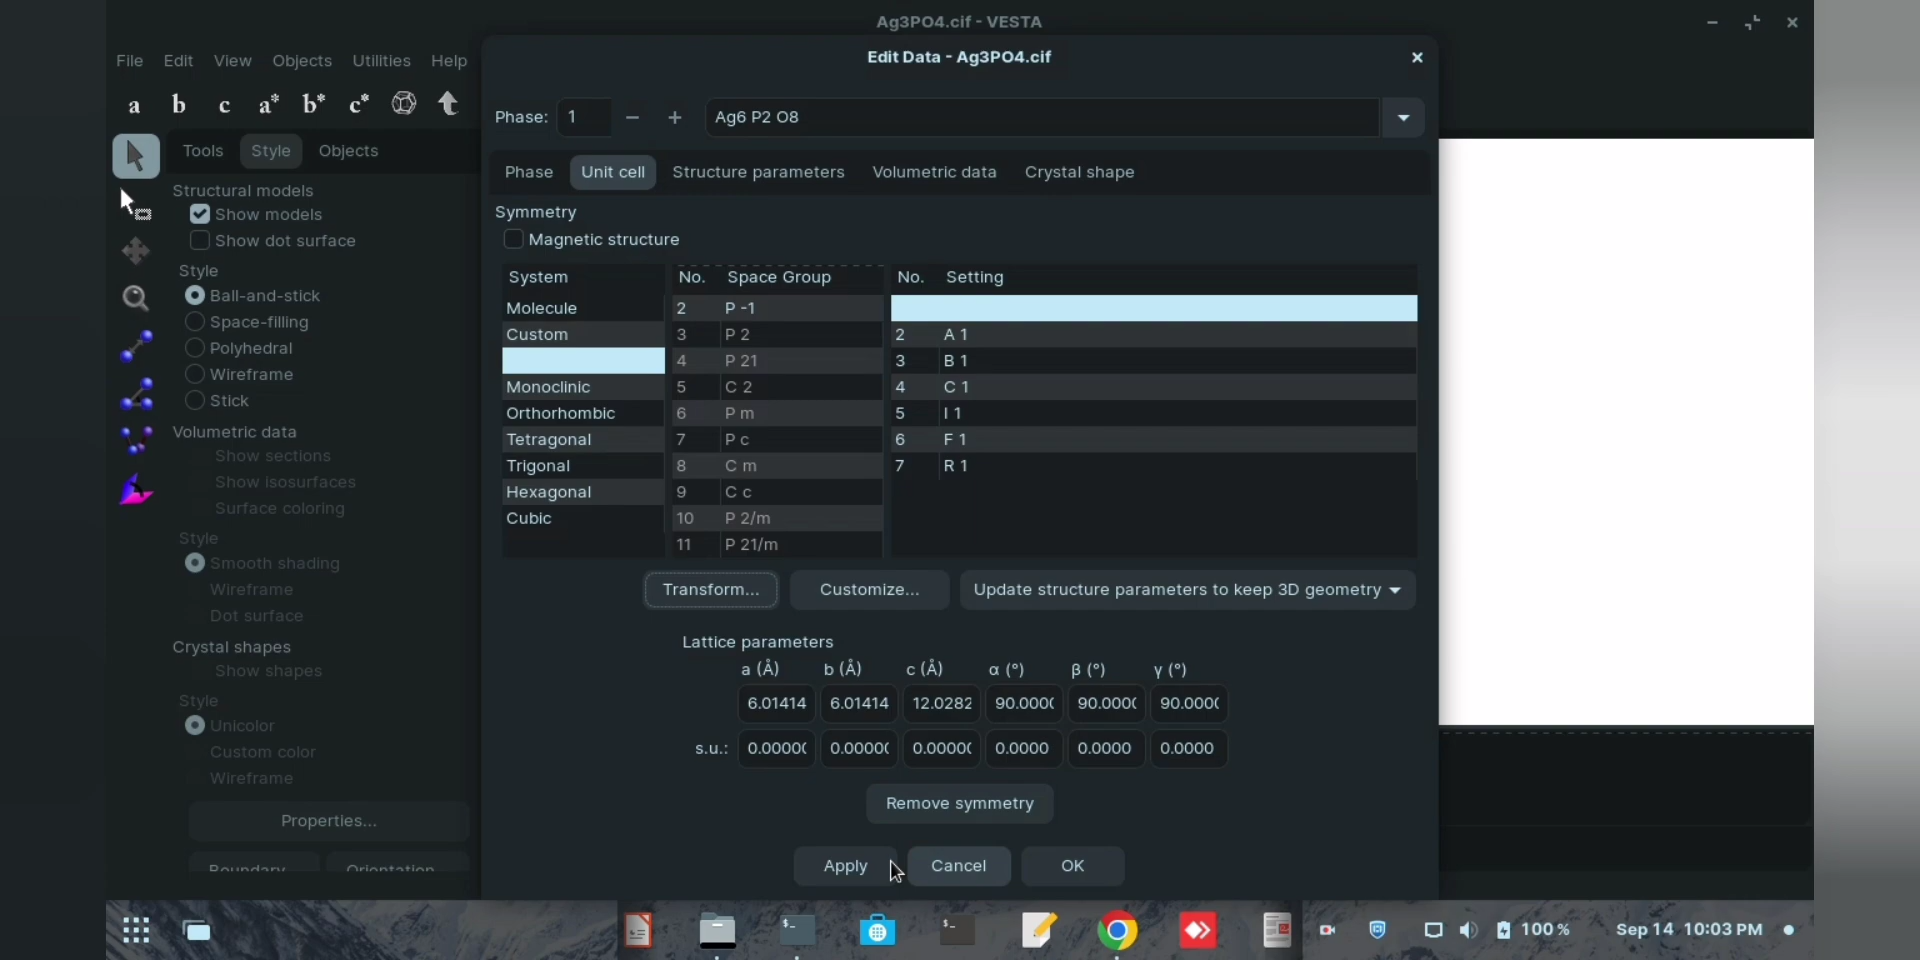 Ag3PO4.cif - VESTA
File Edit View Objects Utilities Help
Edit Data - Ag3PO4.cif
a b c a* b* c*
Phase: 1 Ag6 P2 O8
Tools Style Objects
Phase Unit cell Structure parameters Volumetric data Crystal shape
Structural models
Show models
Show dot surface
Style
Ball-and-stick
Space-filling
Polyhedral
Wireframe
Stick
Volumetric data
Show sections
Show isosurfaces
Surface coloring
Style
Smooth shading
Wireframe
Dot surface
Crystal shapes
Show shapes
Style
Unicolor
Custom color
Wireframe
Properties...
Boundary Orientation
Symmetry
Magnetic structure
System
Molecule
Custom
Monoclinic
Orthorhombic
Tetragonal
Trigonal
Hexagonal
Cubic
No. Space Group
2 P -1
3 P 2
4 P 21
5 C 2
6 P m
7 P c
8 C m
9 C c
10 P 2/m
11 P 21/m
No. Setting
2 A 1
3 B 1
4 C 1
5 I 1
6 F 1
7 R 1
Transform... Customize... Update structure parameters to keep 3D geometry
Lattice parameters
a (Å) b (Å) c (Å) α (°) β (°) γ (°)
6.01414 6.01414 12.0282 90.000 90.000 90.000
s.u.: 0.0000 0.0000 0.0000 0.0000 0.0000 0.0000
Remove symmetry
Apply Cancel OK
100 % Sep 14 10:03 PM